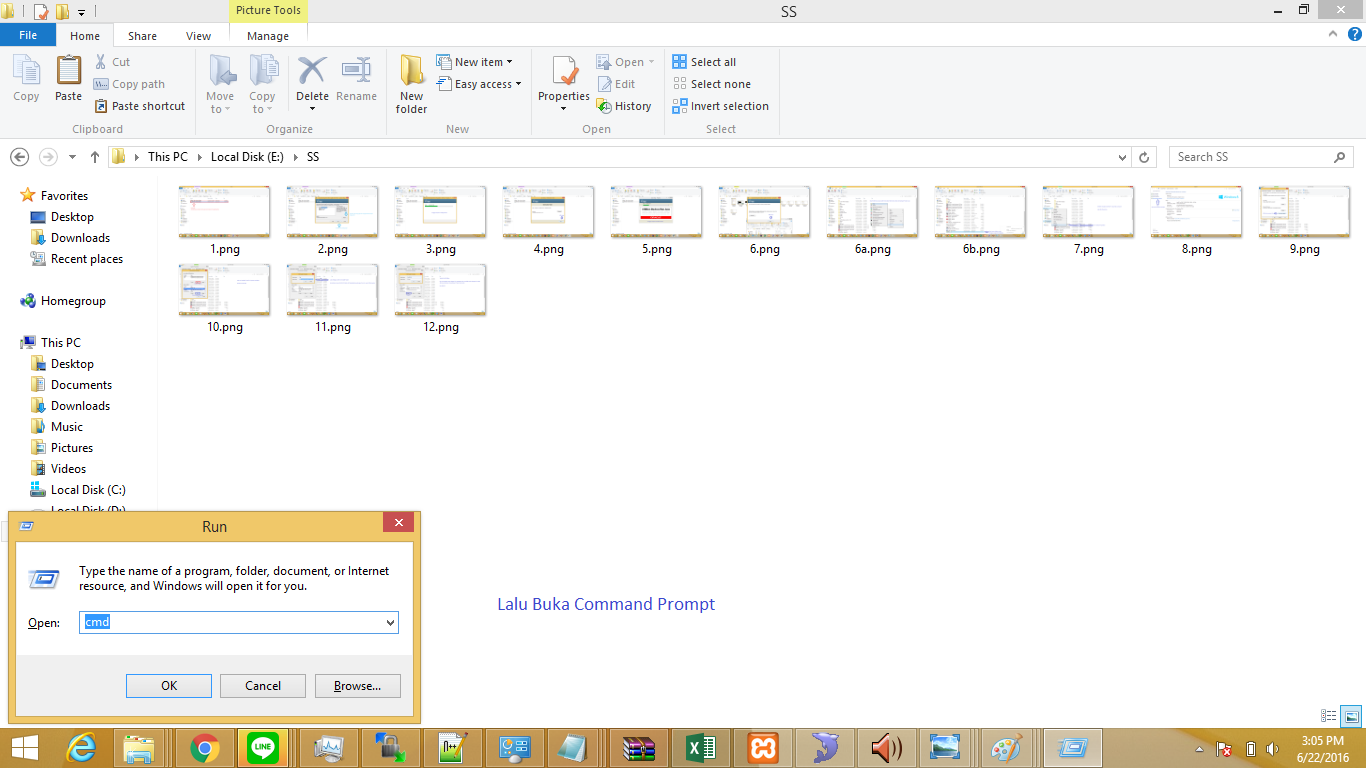 Picture Tools
SS
File
Home
Share
View
Manage
Copy
Paste
Cut
Copy path
Paste shortcut
Clipboard
Move to
Copy to
Delete
Rename
Organize
New folder
New item
Easy access
New
Properties
Open
Edit
History
Open
Select all
Select none
Invert selection
Select
This PC
Local Disk (E:)
SS
Search SS
Favorites
Desktop
Downloads
Recent places
Homegroup
This PC
Desktop
Documents
Downloads
Music
Pictures
Videos
Local Disk (C:)
Local Disk (D:)
1.png
2.png
3.png
4.png
5.png
6.png
6a.png
6b.png
7.png
8.png
9.png
10.png
11.png
12.png
Run
Type the name of a program, folder, document, or Internet
resource, and Windows will open it for you.
Open:
cmd
OK
Cancel
Browse...
Lalu Buka Command Prompt
LINE
3:05 PM
6/22/2016